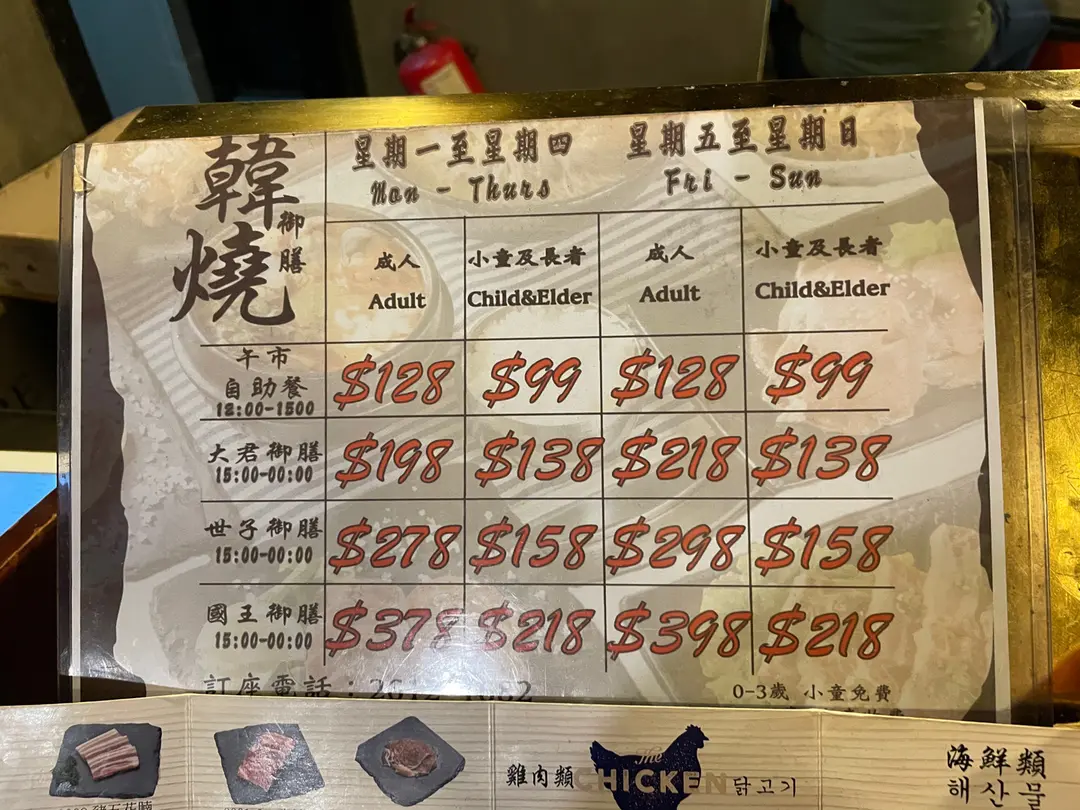 韓燒
御膳
星期一至星期四
星期五至星期日
Mon - Thurs
Fri - Sun
成人
小童及長者
成人
小童及長者
Adult
Child&Elder
Adult
Child&Elder
午市
自助餐
12:00-1500
$128
$99
$128
$99
大君御膳
15:00-00:00
$198
$138
$218
$138
世子御膳
15:00-00:00
$278
$158
$298
$158
國王御膳
15:00-00:00
$378
$218
$398
$218
訂座電話:
0-3歲 小童免費
The
雞肉類
CHICKEN
닭고기
海鮮類
해산물